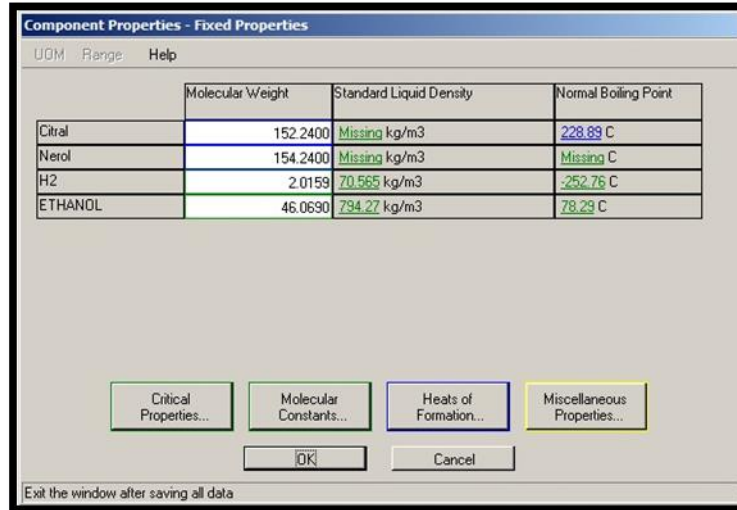 Component Properties - Fixed Properties
UOM Range Help
Molecular Weight Standard Liquid Density Normal Boiling Point
Citral 152.2400 Missing kg/m3 228.89 C
Nerol 154.2400 Missing kg/m3 Missing C
H2 2.0159 70.565 kg/m3 -252.76 C
ETHANOL 46.0690 794.27 kg/m3 78.29 C
Critical Properties... Molecular Constants... Heats of Formation... Miscellaneous Properties...
OK Cancel
Exit the window after saving all data